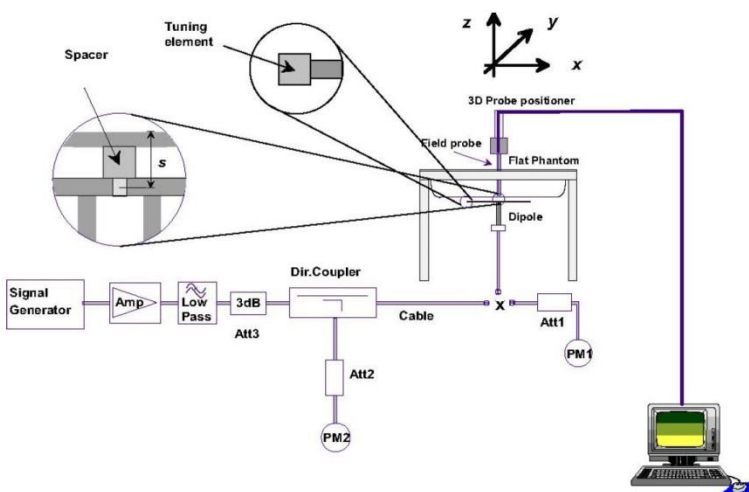 Tuning
element
Spacer
z
y
x
3D Probe positioner
Field probe
Flat Phantom
s
Dipole
Dir.Coupler
Signal
Generator
Amp
Low
Pass
3dB
Att3
Cable
x
Att1
PM1
Att2
PM2